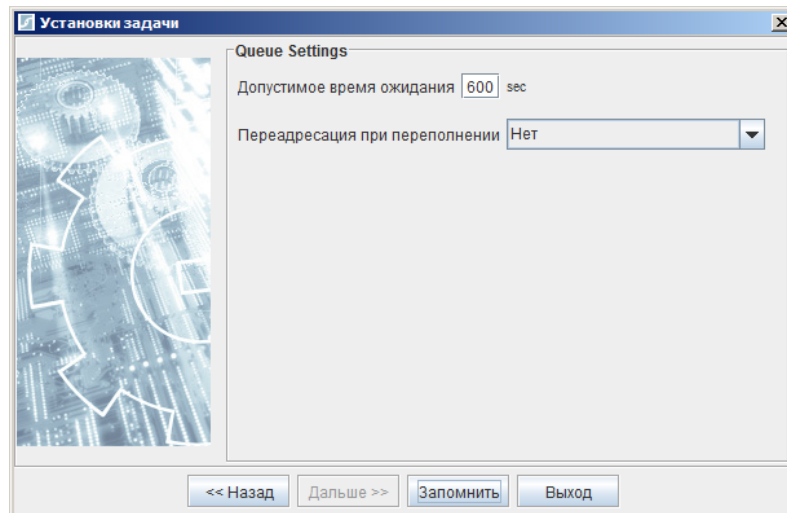 Установки задачи
Queue Settings
Допустимое время ожидания 600 sec
Переадресация при переполнении Нет
<< Назад Дальше >> Запомнить Выход